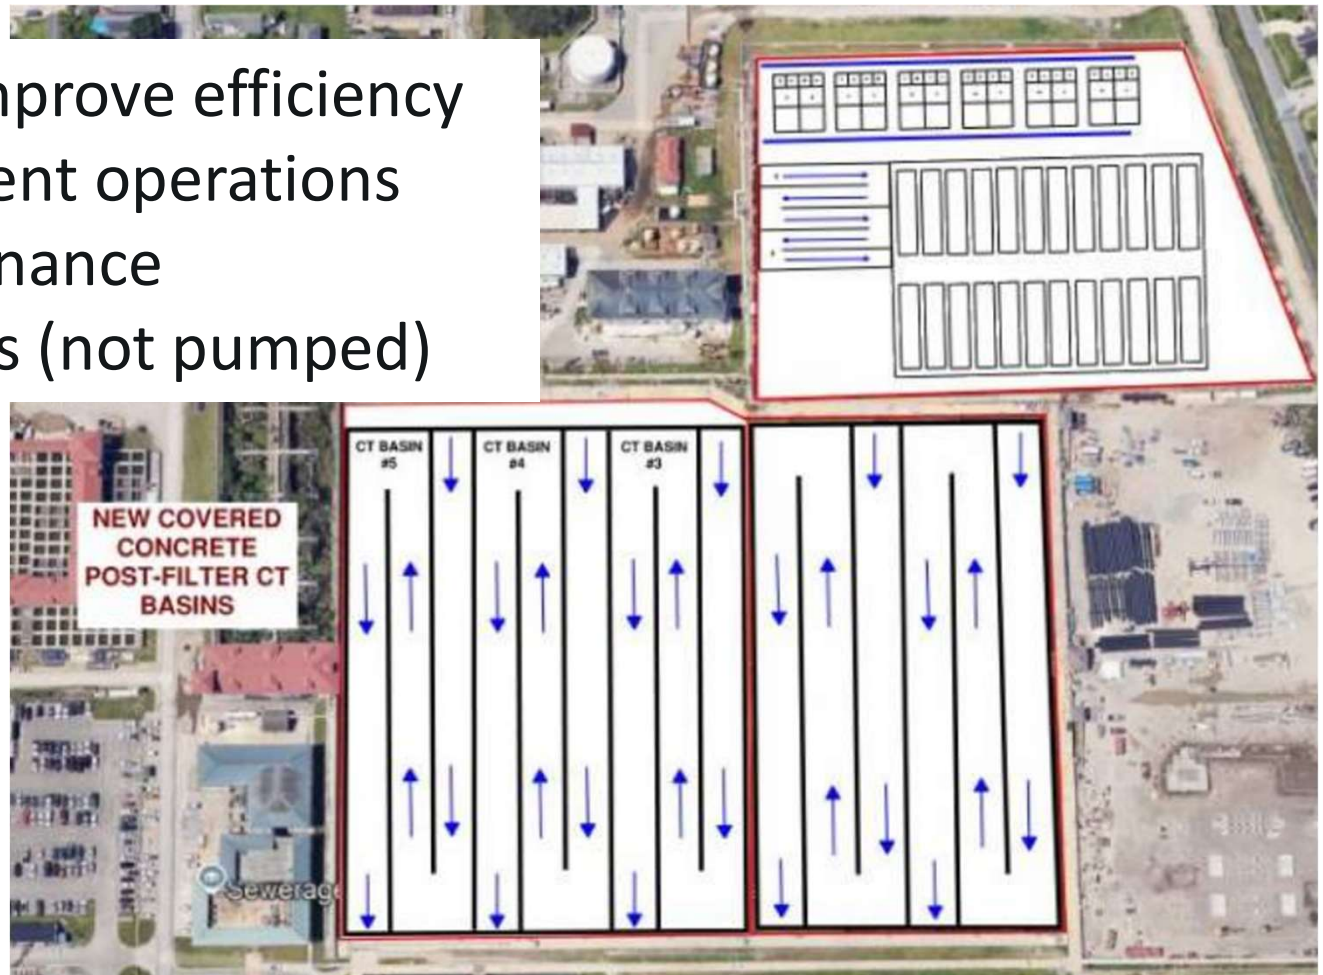 mprove efficiency
ent operations
nance
s (not pumped)
CT BASIN
#5
CT BASIN
#4
CT BASIN
#3
NEW COVERED
CONCRETE
POST-FILTER CT
BASINS
Sewerage